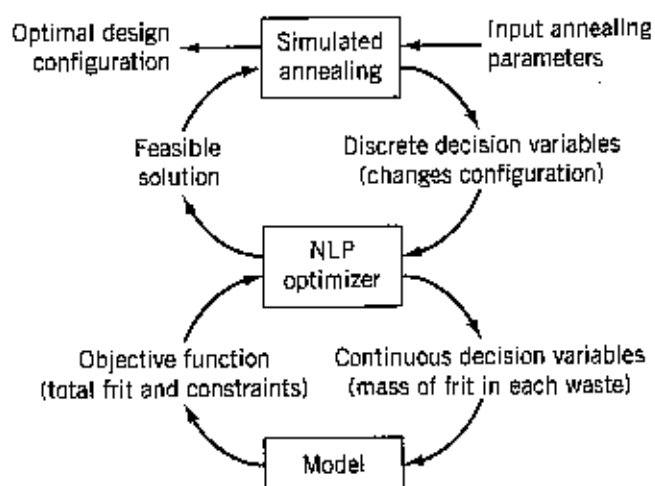 Optimal design
configuration
Simulated
annealing
Input annealing
parameters
Feasible
solution
Discrete decision variables
(changes configuration)
NLP
optimizer
Objective function
(total frit and constraints)
Continuous decision variables
(mass of frit in each waste)
Model